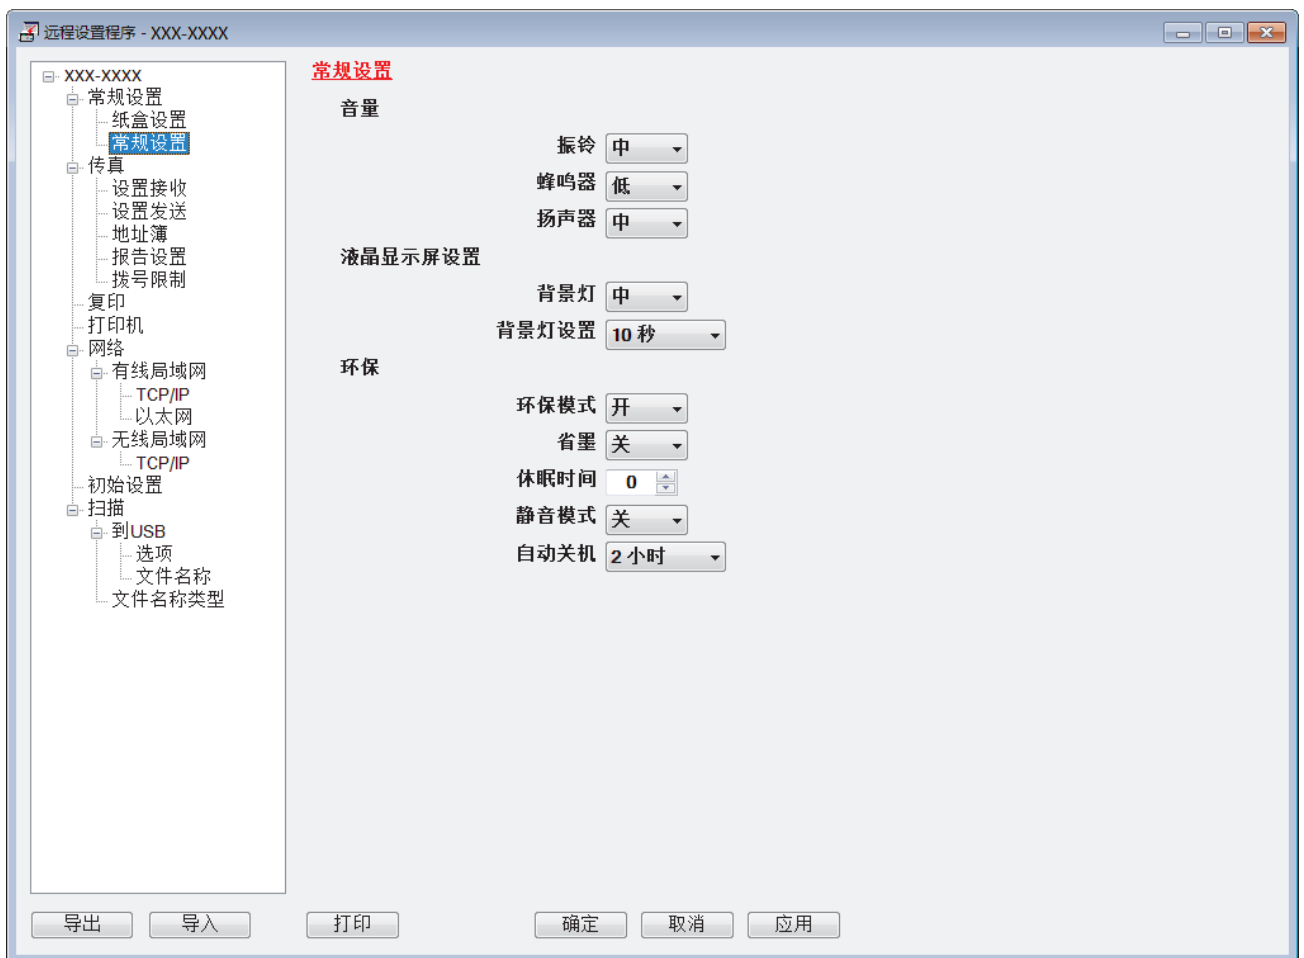 远程设置程序 - XXX-XXXX
XXX-XXXX
常规设置
纸盒设置
常规设置
传真
设置接收
设置发送
地址簿
报告设置
拨号限制
复印
打印机
网络
有线局域网
TCP/IP
以太网
无线局域网
TCP/IP
初始设置
扫描
到USB
选项
文件名称
文件名称类型
常规设置
音量
振铃 中
蜂鸣器 低
扬声器 中
液晶显示屏设置
背景灯 中
背景灯设置 10 秒
环保
环保模式 开
省墨 关
休眠时间 0
静音模式 关
自动关机 2 小时
导出 导入 打印 确定 取消 应用